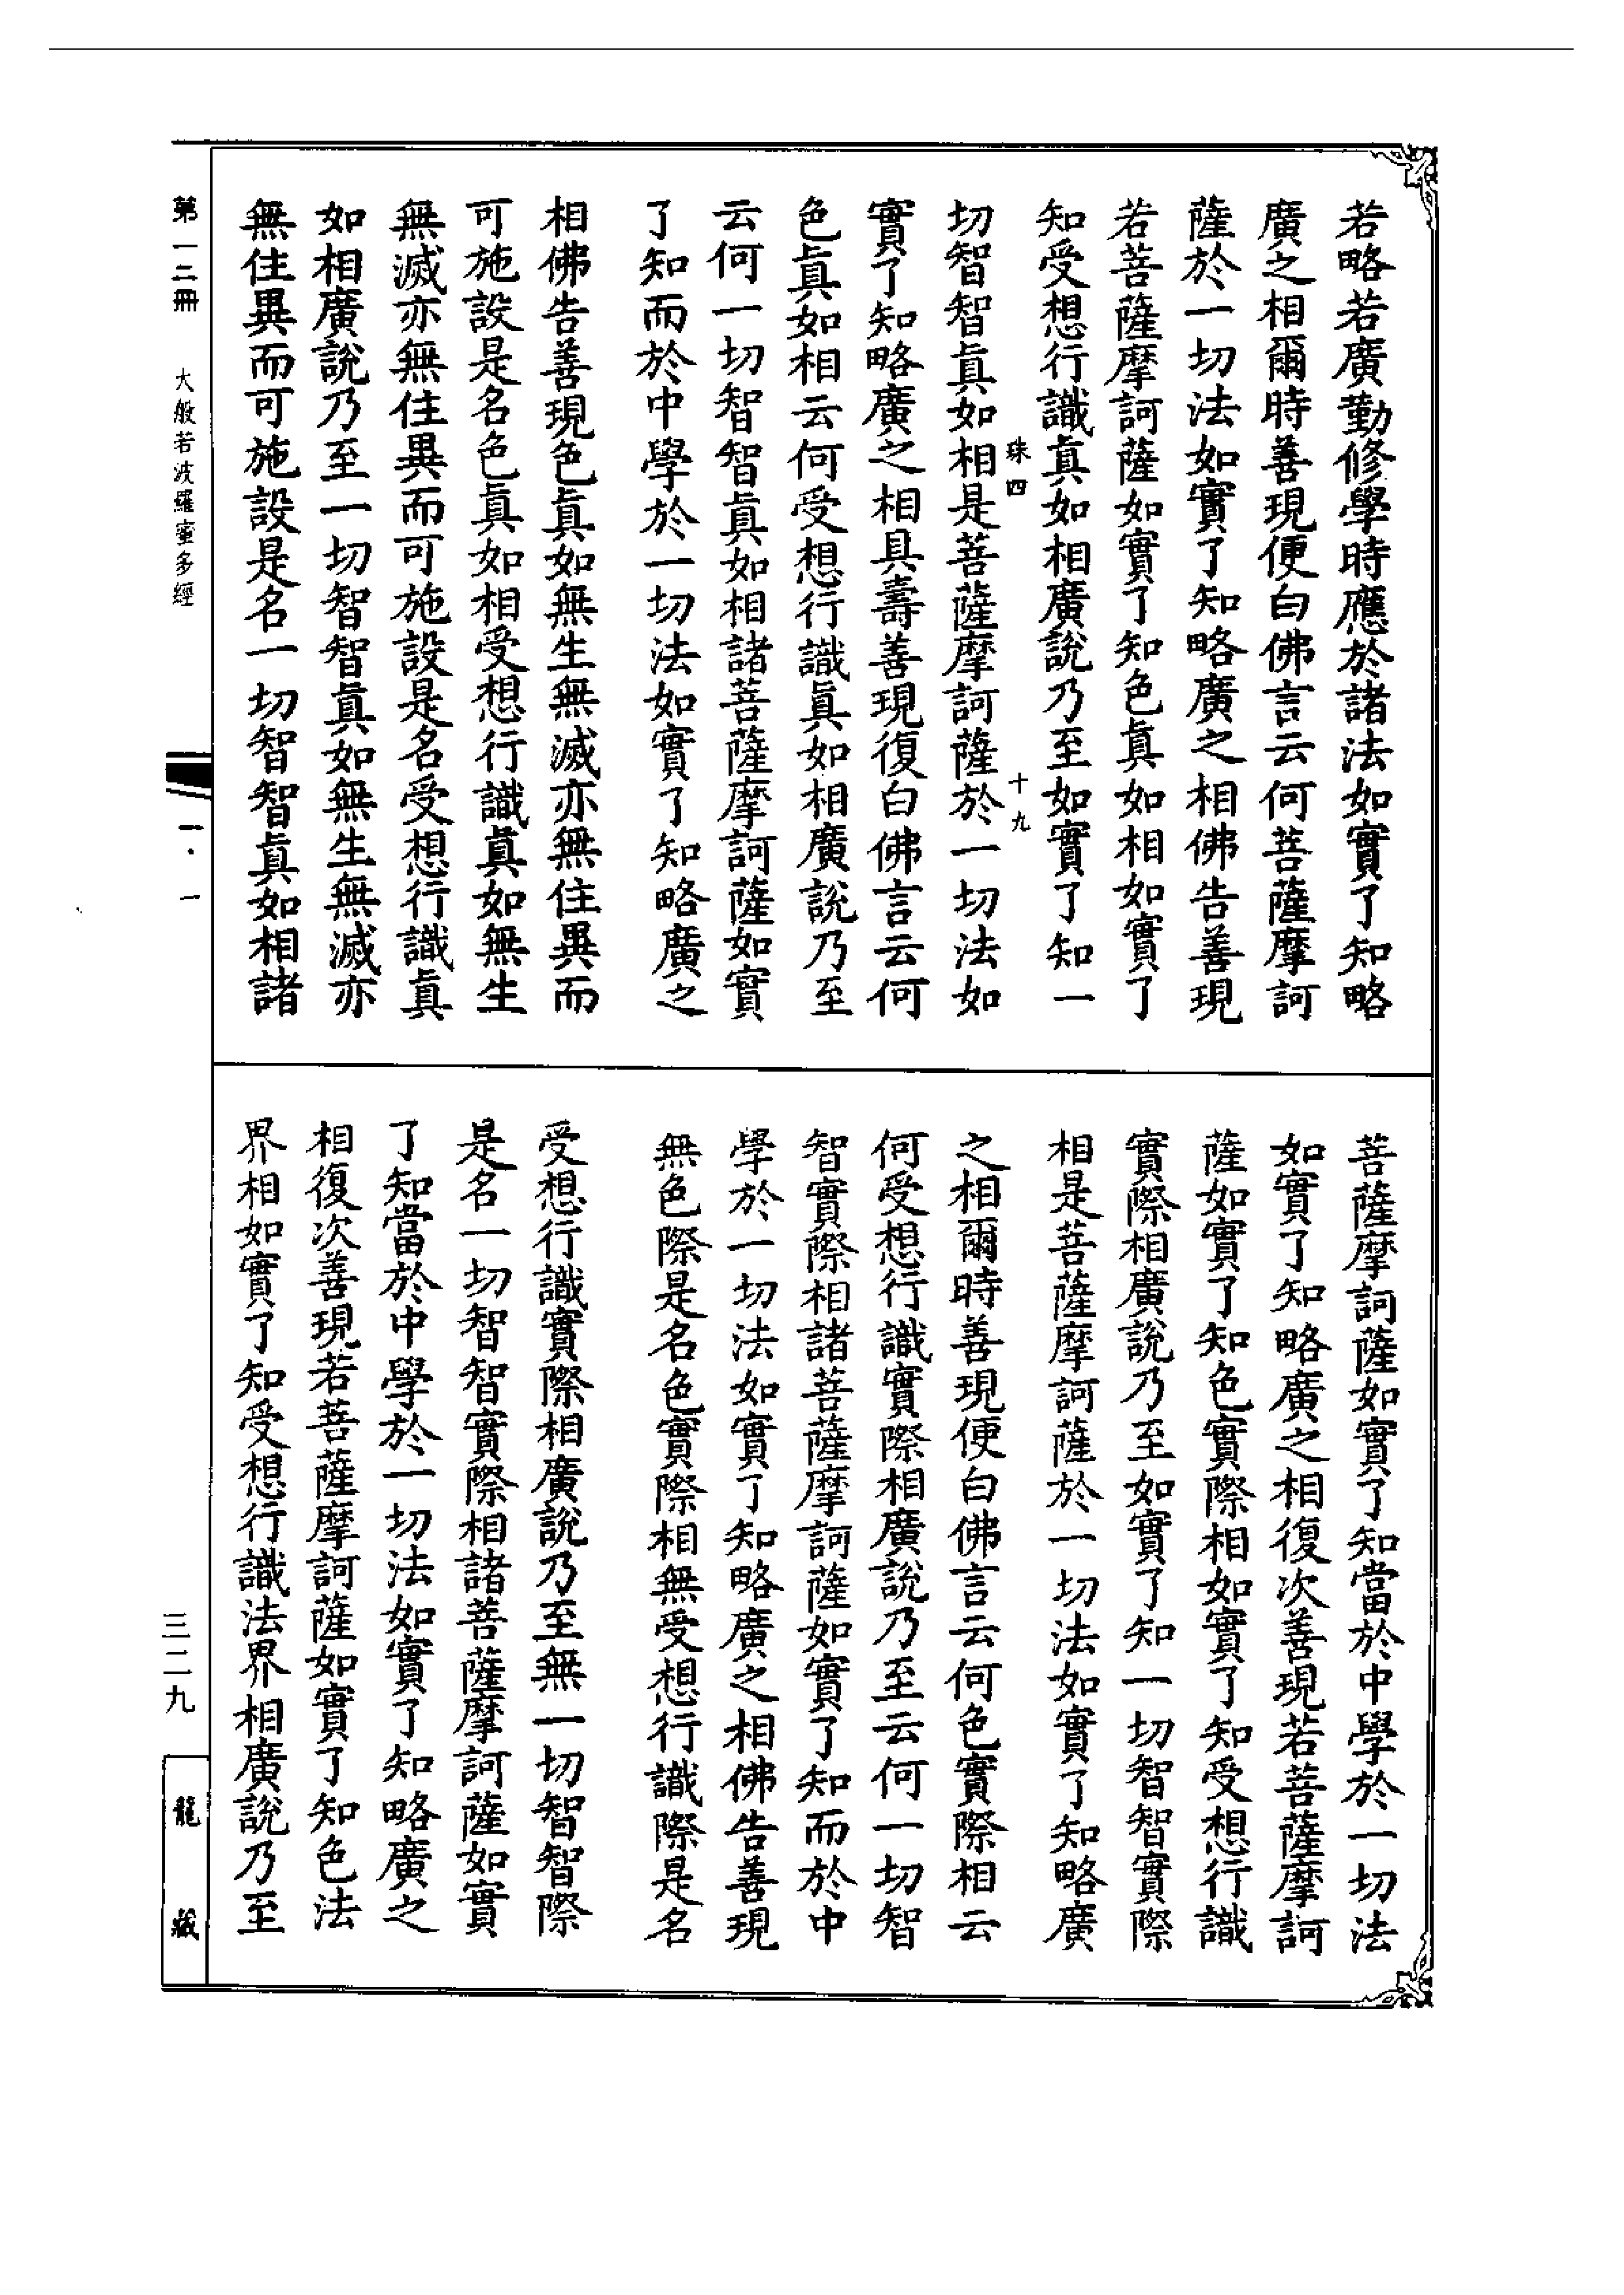 若略若廣勤修學時應於諸法如實了知略
廣之相爾時善現便白佛言云何菩薩摩訶
薩於一切法如實了知略廣之相佛告善現
若菩薩摩訶薩如實了知色眞如相如實了
知受想行識眞如相廣說乃至如實了知一
珠四
十九
切智智眞如相是菩薩摩訶薩於一切法如
實了知略廣之相具壽善現復白佛言云何
色眞如相云何受想行識眞如相廣說乃至
云何一切智智眞如相諸菩薩摩訶薩如實
了知而於中學於一切法如實了知略廣之
相佛告善現色眞如無生無滅亦無住異而
可施設是名色眞如相受想行識眞如無生
無滅亦無住異而可施設是名受想行識眞
如相廣說乃至一切智智眞如無生無滅亦
無住異而可施設是名一切智智眞如相諸
菩薩摩訶薩如實了知當於中學於一切法
如實了知略廣之相復次善現若菩薩摩訶
薩如實了知色實際相如實了知受想行識
實際相廣說乃至如實了知一切智智實際
相是菩薩摩訶薩於一切法如實了知略廣
之相爾時善現便白佛言云何色實際相云
何受想行識實際相廣說乃至云何一切智
智實際相諸菩薩摩訶薩如實了知而於中
學於一切法如實了知略廣之相佛告善現
無色際是名色實際相無受想行識際是名
受想行識實際相廣說乃至無一切智智際
是名一切智智實際相諸菩薩摩訶薩如實
了知當於中學於一切法如實了知略廣之
相復次善現若菩薩摩訶薩如實了知色法
界相如實了知受想行識法界相廣說乃至
第一三冊
大般若波羅蜜多經
一·一
三二九
龍藏